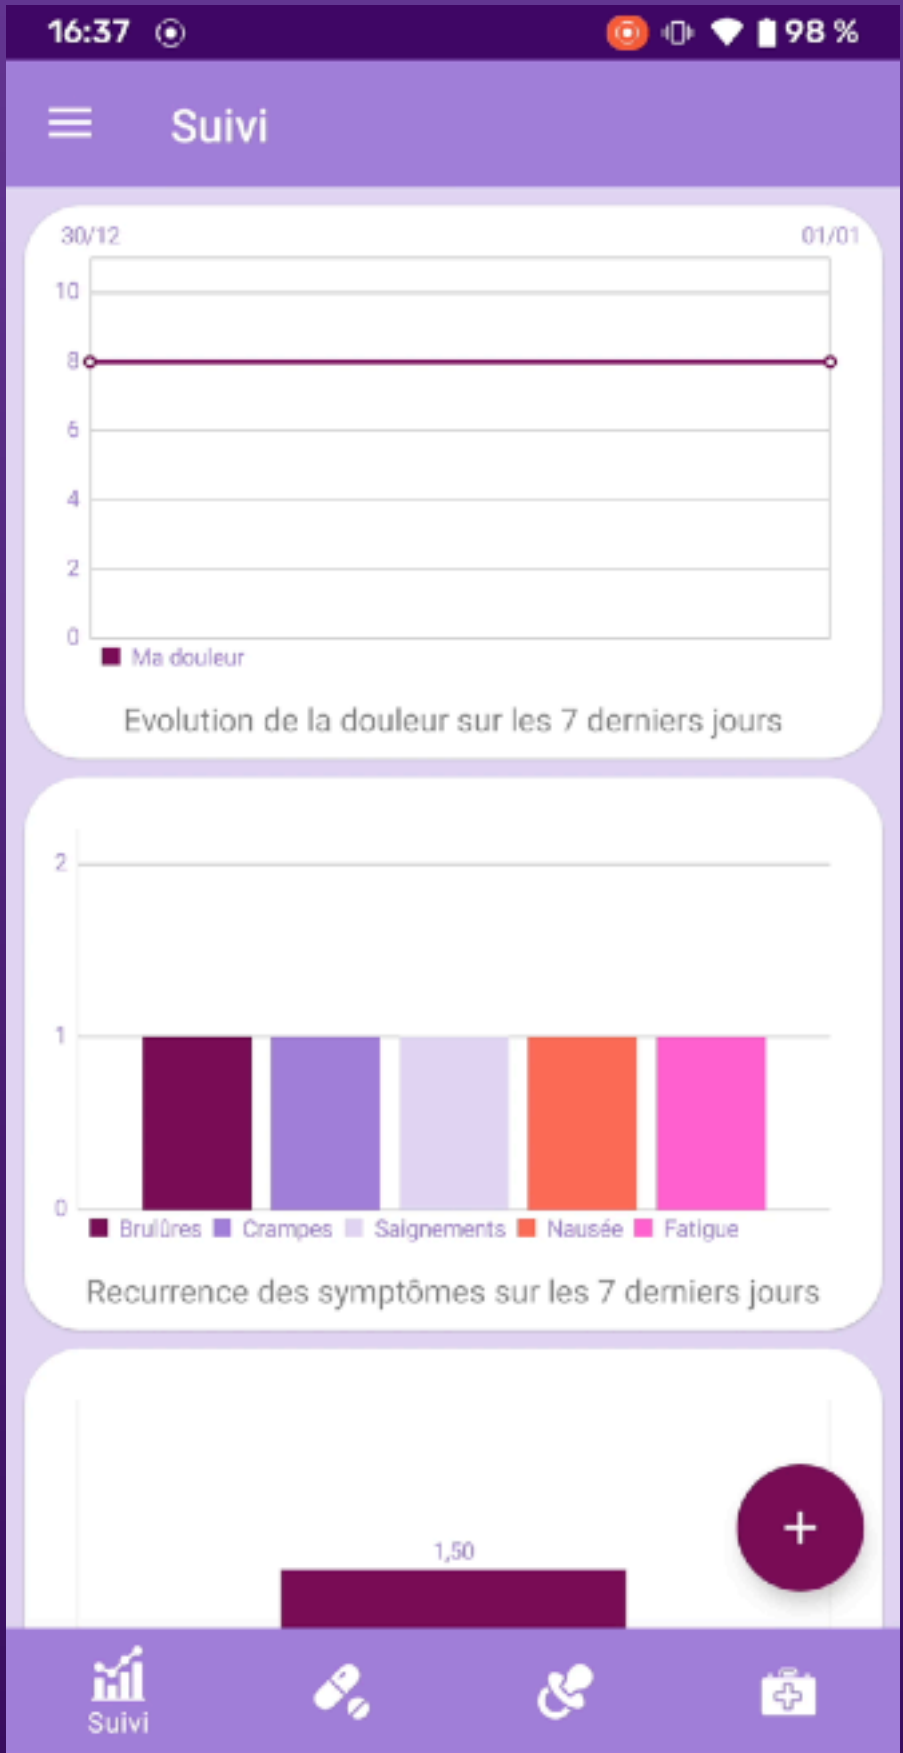 16:37 98 %
Suivi
30/12 01/01
10
8
6
4
2
0
Ma douleur
Evolution de la douleur sur les 7 derniers jours
2
1
0
Brulûres Crampes Saignements Nausée Fatigue
Recurrence des symptômes sur les 7 derniers jours
1,50
+
Suivi